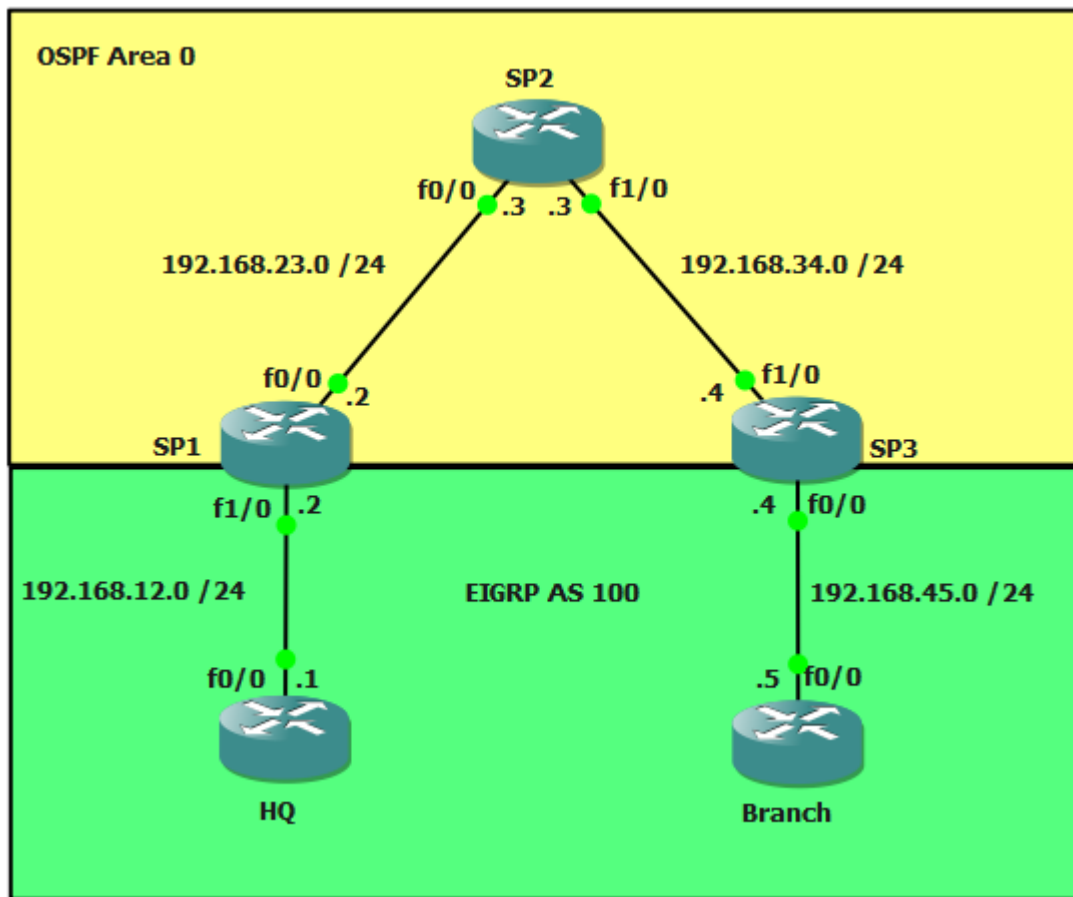 OSPF Area 0
SP2
f0/0 .3 .3 f1/0
192.168.23.0 /24
192.168.34.0 /24
f0/0 .2
.4 f1/0
SP1
SP3
f1/0 .2
.4 f0/0
192.168.12.0 /24
EIGRP AS 100
192.168.45.0 /24
f0/0 .1
.5 f0/0
HQ
Branch